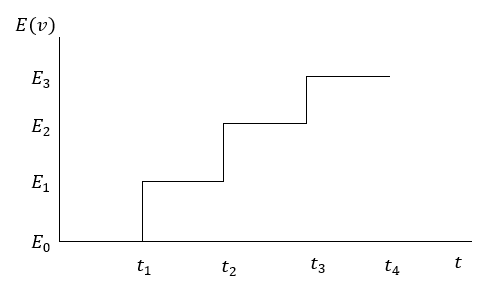 E(v)
E₃
E₂
E₁
E₀
t₁ t₂ t₃ t₄ t